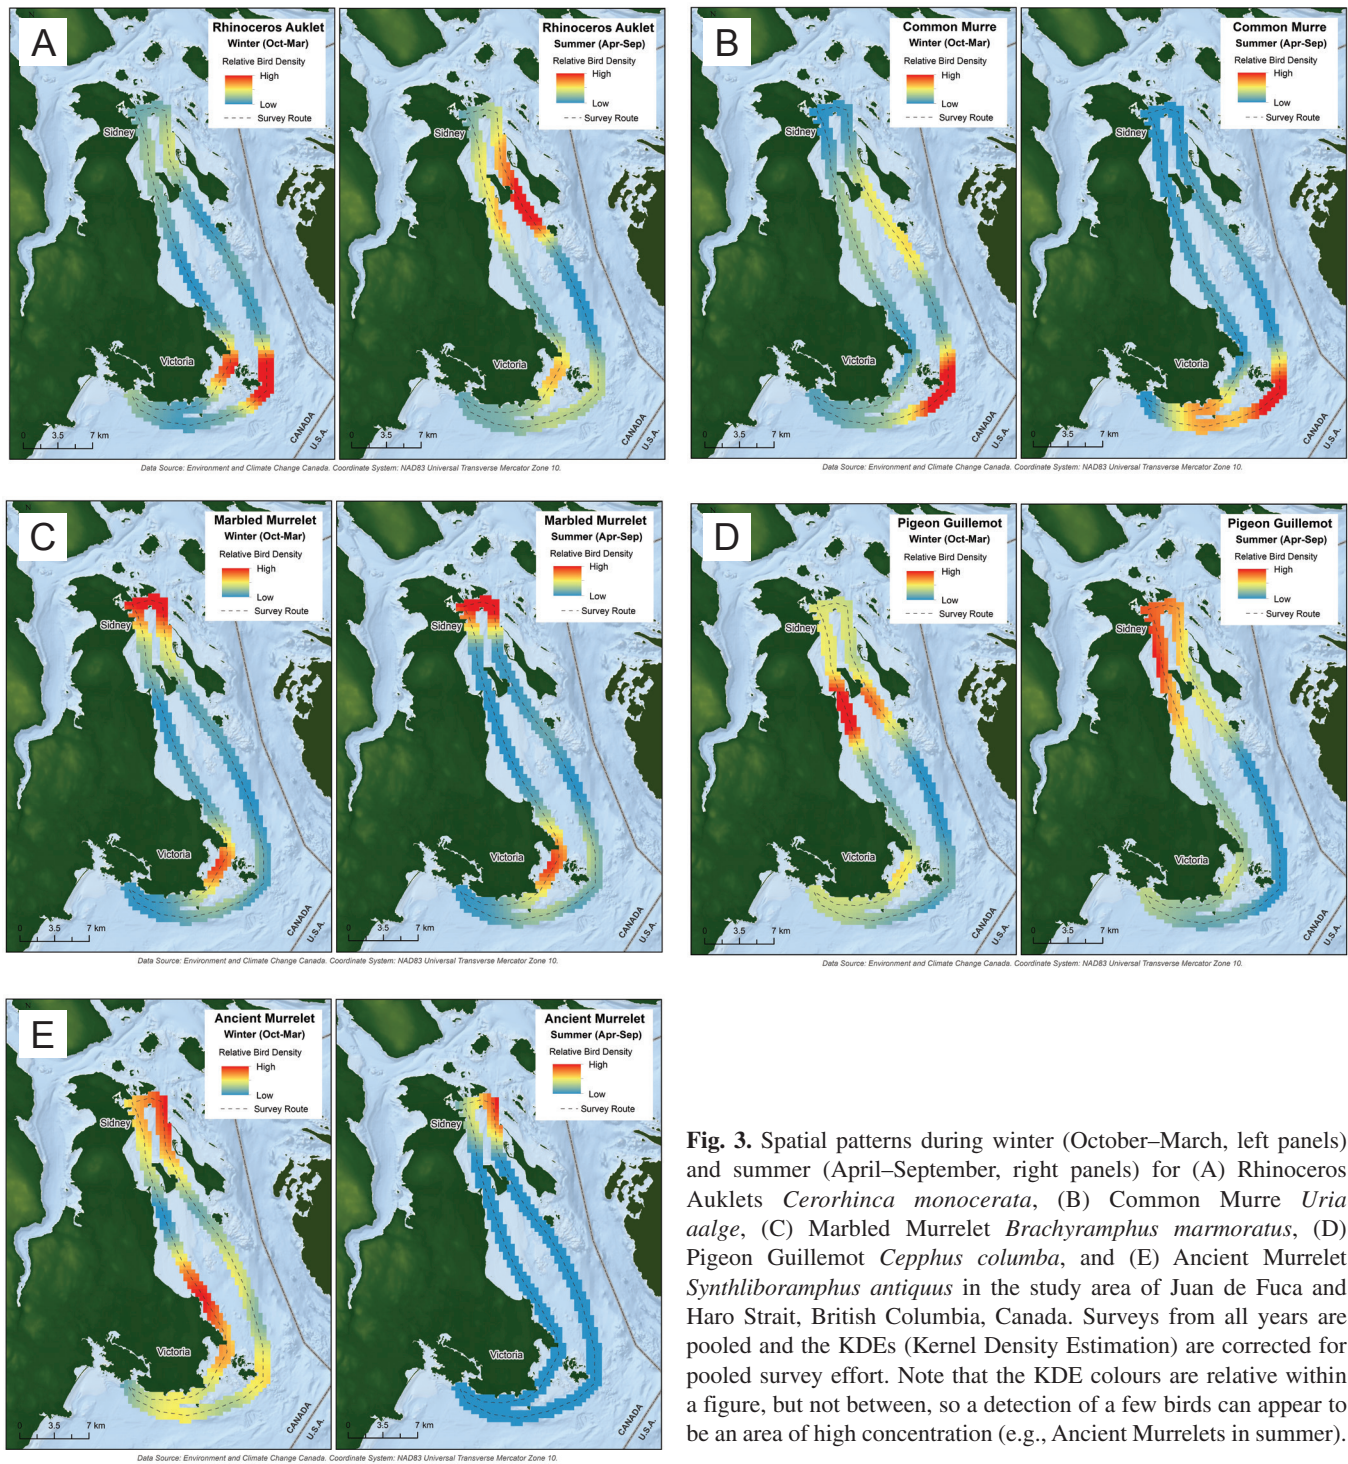 A
Rhinoceros Auklet
Winter (Oct-Mar)
Relative Bird Density
High
Low
Survey Route
Sidney
Victoria
0 3.5 7 km
CANADA
U.S.A.
Rhinoceros Auklet
Summer (Apr-Sep)
Relative Bird Density
High
Low
Survey Route
Sidney
Victoria
0 3.5 7 km
CANADA
U.S.A.
Data Source: Environment and Climate Change Canada. Coordinate System: NAD83 Universal Transverse Mercator Zone 10.
B
Common Murre
Winter (Oct-Mar)
Relative Bird Density
High
Low
Survey Route
Sidney
Victoria
0 3.5 7 km
CANADA
U.S.A.
Common Murre
Summer (Apr-Sep)
Relative Bird Density
High
Low
Survey Route
Sidney
Victoria
0 3.5 7 km
CANADA
U.S.A.
Data Source: Environment and Climate Change Canada. Coordinate System: NAD83 Universal Transverse Mercator Zone 10.
C
Marbled Murrelet
Winter (Oct-Mar)
Relative Bird Density
High
Low
Survey Route
Sidney
Victoria
0 3.5 7 km
CANADA
U.S.A.
Marbled Murrelet
Summer (Apr-Sep)
Relative Bird Density
High
Low
Survey Route
Sidney
Victoria
0 3.5 7 km
CANADA
U.S.A.
Data Source: Environment and Climate Change Canada. Coordinate System: NAD83 Universal Transverse Mercator Zone 10.
D
Pigeon Guillemot
Winter (Oct-Mar)
Relative Bird Density
High
Low
Survey Route
Sidney
Victoria
0 3.5 7 km
CANADA
U.S.A.
Pigeon Guillemot
Summer (Apr-Sep)
Relative Bird Density
High
Low
Survey Route
Sidney
Victoria
0 3.5 7 km
CANADA
U.S.A.
Data Source: Environment and Climate Change Canada. Coordinate System: NAD83 Universal Transverse Mercator Zone 10.
E
Ancient Murrelet
Winter (Oct-Mar)
Relative Bird Density
High
Low
Survey Route
Sidney
Victoria
0 3.5 7 km
CANADA
U.S.A.
Ancient Murrelet
Summer (Apr-Sep)
Relative Bird Density
High
Low
Survey Route
Sidney
Victoria
0 3.5 7 km
CANADA
U.S.A.
Data Source: Environment and Climate Change Canada. Coordinate System: NAD83 Universal Transverse Mercator Zone 10.
Fig. 3. Spatial patterns during winter (October–March, left panels)
and summer (April–September, right panels) for (A) Rhinoceros
Auklets Cerorhinca monocerata, (B) Common Murre Uria
aalge, (C) Marbled Murrelet Brachyramphus marmoratus, (D)
Pigeon Guillemot Cepphus columba, and (E) Ancient Murrelet
Synthliboramphus antiquus in the study area of Juan de Fuca and
Haro Strait, British Columbia, Canada. Surveys from all years are
pooled and the KDEs (Kernel Density Estimation) are corrected for
pooled survey effort. Note that the KDE colours are relative within
a figure, but not between, so a detection of a few birds can appear to
be an area of high concentration (e.g., Ancient Murrelets in summer).